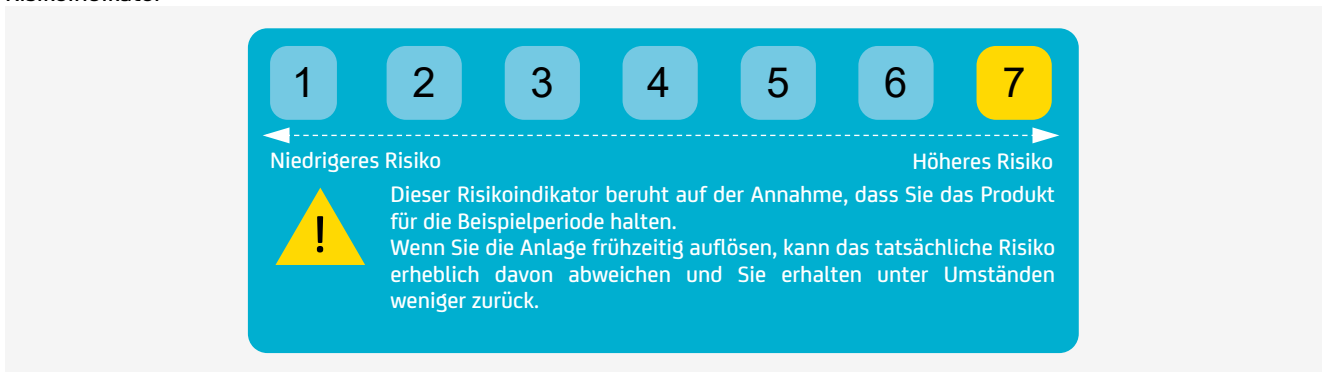 Risikoindikator
1 2 3 4 5 6 7
Niedrigeres Risiko Höheres Risiko
Dieser Risikoindikator beruht auf der Annahme, dass Sie das Produkt
für die Beispielperiode halten.
!
Wenn Sie die Anlage frühzeitig auflösen, kann das tatsächliche Risiko
erheblich davon abweichen und Sie erhalten unter Umständen
weniger zurück.